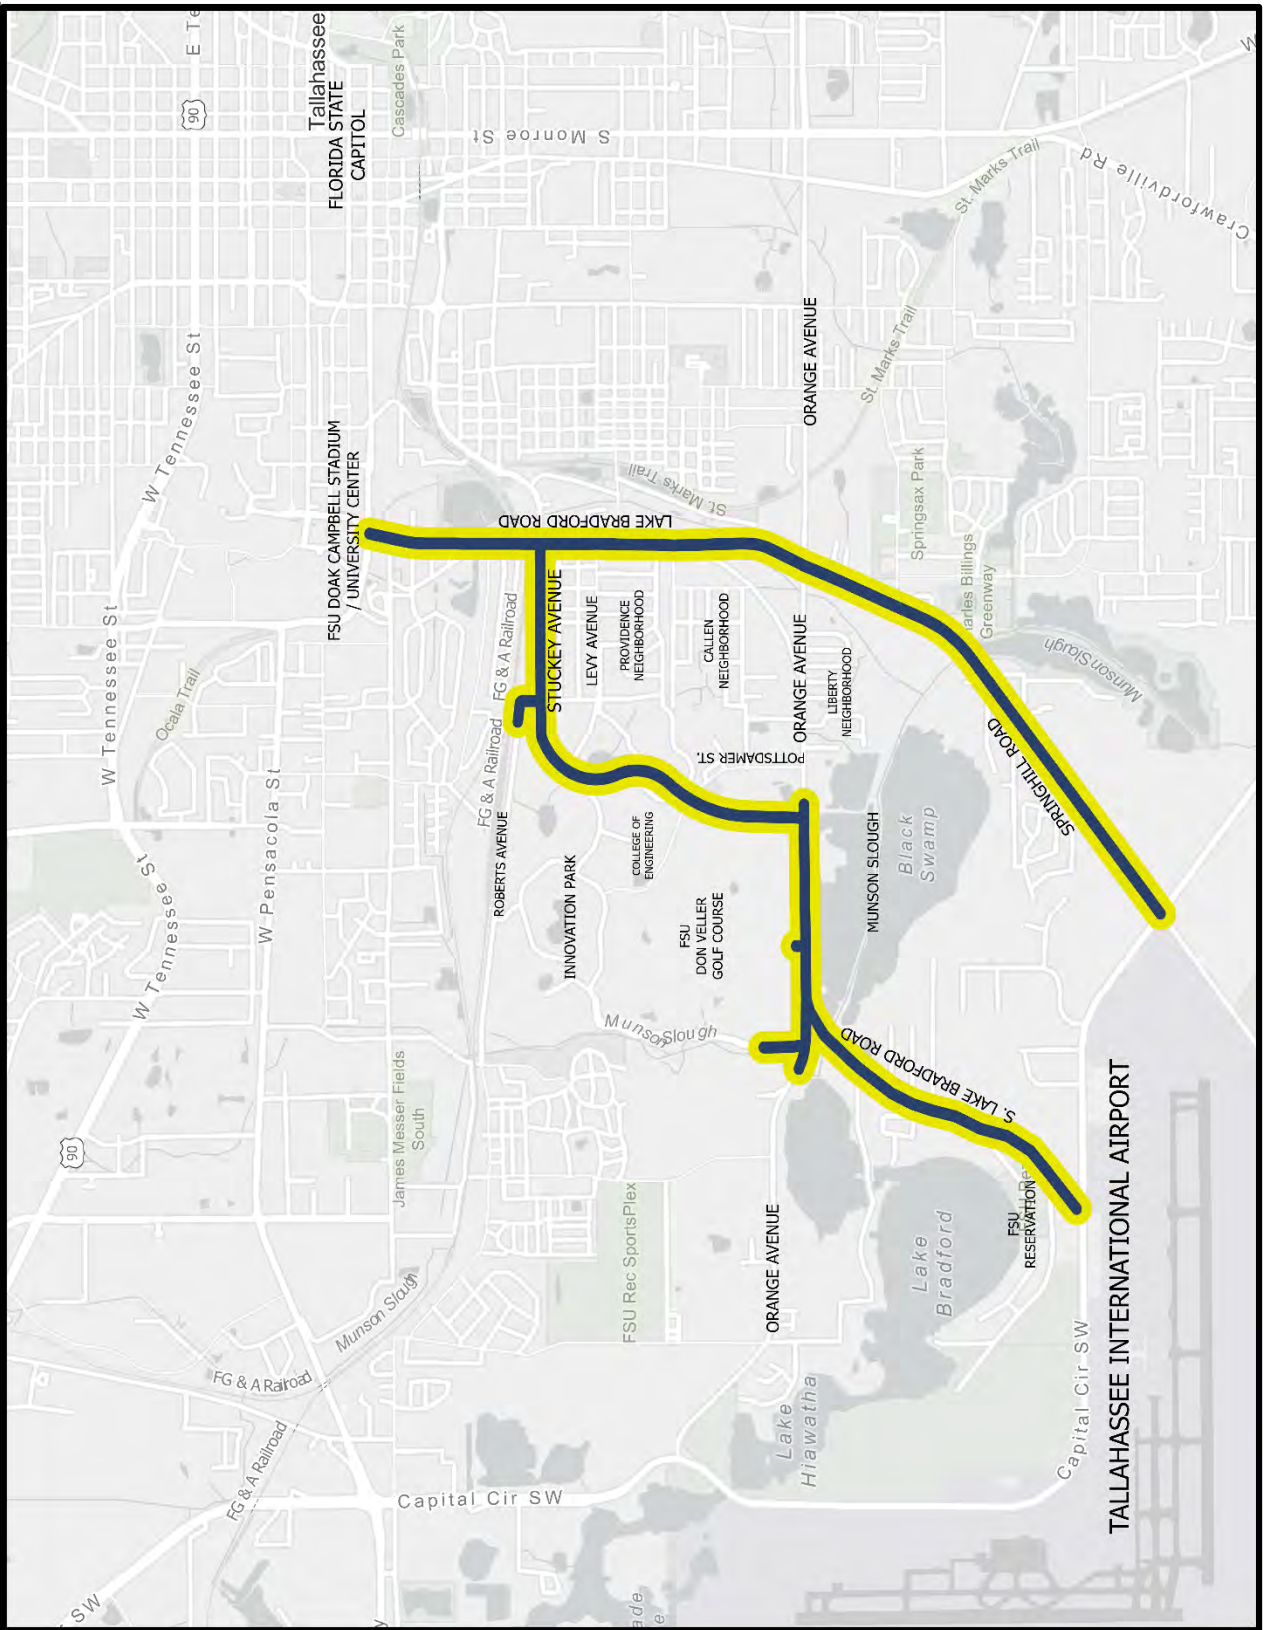 SW
90
W Tennessee St
W Tennessee St
W Tennessee St
E Te
90
Ocala Trail
FG & A Railroad
FG & A Railroad
W Pensacola St
Munson Slough
James Messer Fields
South
FSU DOAK CAMPBELL STADIUM
/ UNIVERSITY CENTER
Tallahassee
FLORIDA STATE
CAPITOL
Cascades Park
Capital Cir SW
FG & A Railroad
FG & A Railroad
ROBERTS AVENUE
S Monroe St
LAKE BRADFORD ROAD
STUCKEY AVENUE
INNOVATION PARK
LEVY AVENUE
FSU Rec SportsPlex
Munson Slough
COLLEGE OF
ENGINEERING
PROVIDENCE
NEIGHBORHOOD
St. Marks Trail
FSU
DON VELLER
GOLF COURSE
POTTSDAMER ST.
CALLEN
NEIGHBORHOOD
ade
e
ORANGE AVENUE
ORANGE AVENUE
ORANGE AVENUE
Lake
Hiawatha
LIBERTY
NEIGHBORHOOD
MUNSON SLOUGH
St. Marks Trail
St. Marks Trail
Black
Swamp
S. LAKE BRADFORD ROAD
Lake
Bradford
Springsax Park
arles Billings
Greenway
FSU
RESERVATION
SPRINGHILL ROAD
Munson Slough
Crawfordville Rd
Capital Cir SW
TALLAHASSEE INTERNATIONAL AIRPORT